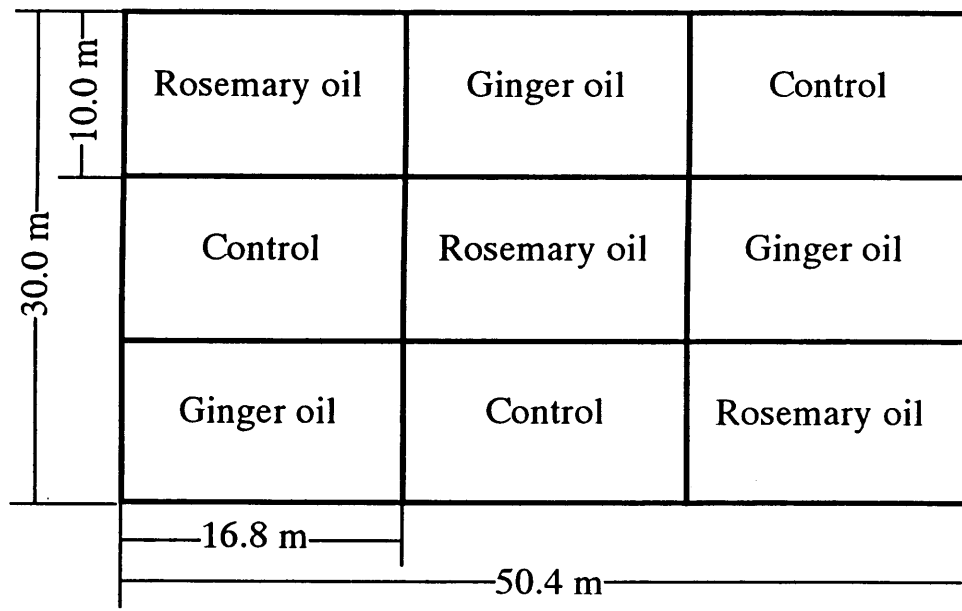 Rosemary oil Ginger oil Control
10.0 m
Control Rosemary oil Ginger oil
30.0 m
Ginger oil Control Rosemary oil
16.8 m
50.4 m